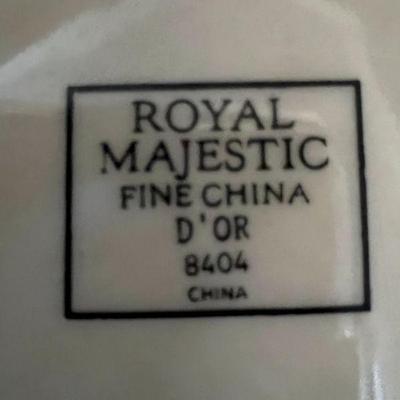 ROYAL
MAJESTIC
FINE CHINA
D'OR
8404
CHINA